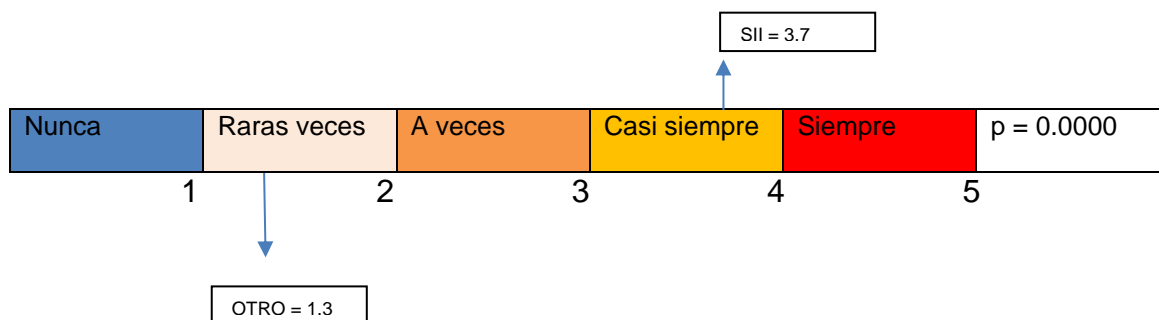 SII = 3.7
Nunca Raras veces A veces Casi siempre Siempre p = 0.0000
1 2 3 4 5
OTRO = 1.3